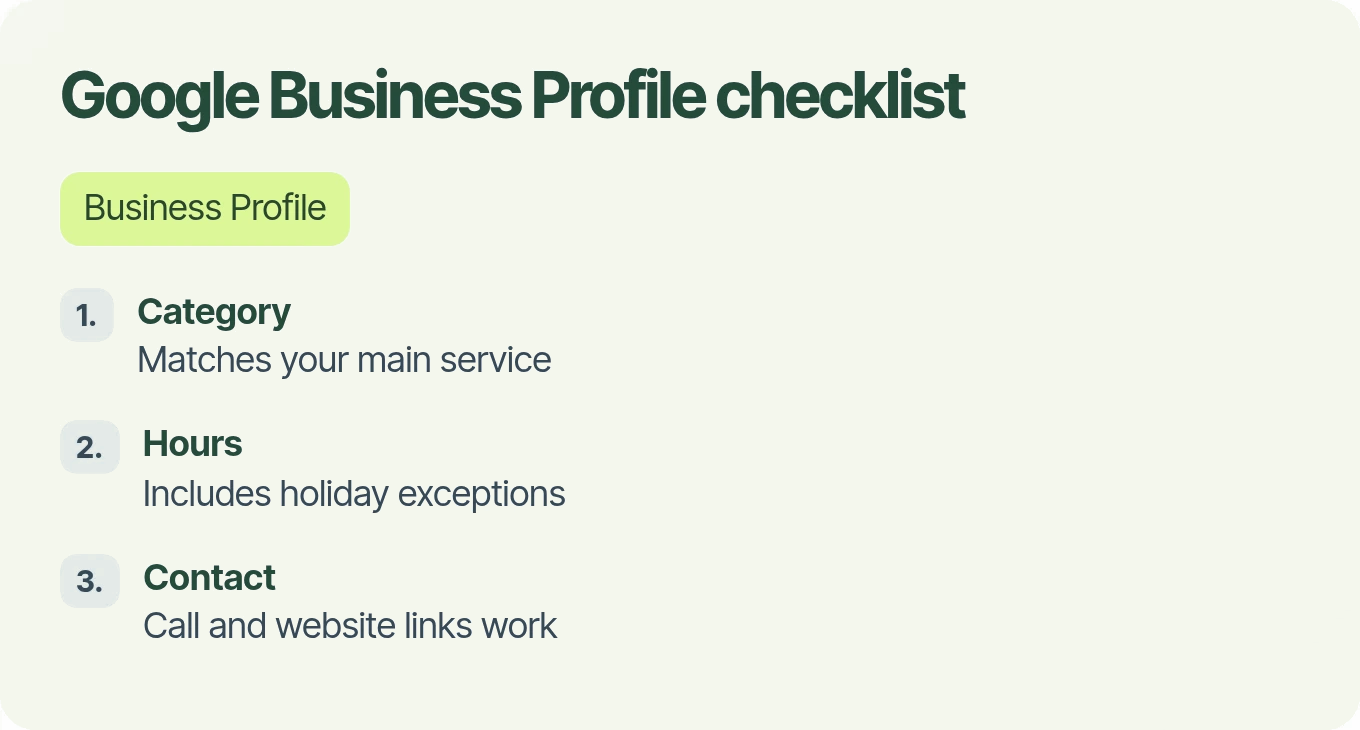 Google Business Profile checklist
Business Profile
1. Category
Matches your main service
2. Hours
Includes holiday exceptions
3. Contact
Call and website links work